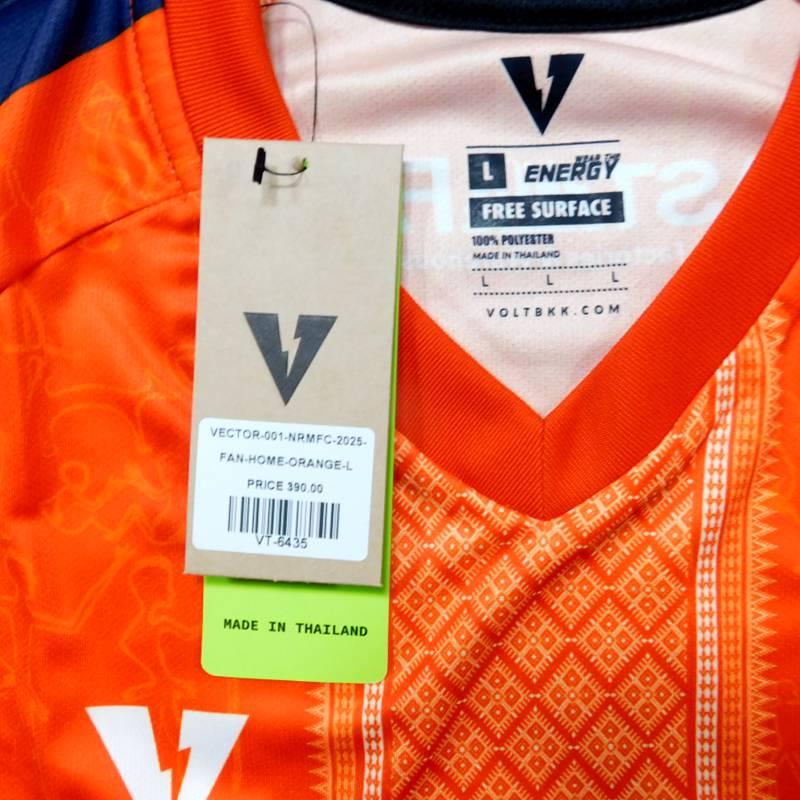 L
WEAR THE
ENERGY
FREE SURFACE
100% POLYESTER
MADE IN THAILAND
L L L
VOLTBKK.COM
VECTOR-001-NRMFC-2025-
FAN-HOME-ORANGE-L
PRICE 390.00
VT-6435
MADE IN THAILAND